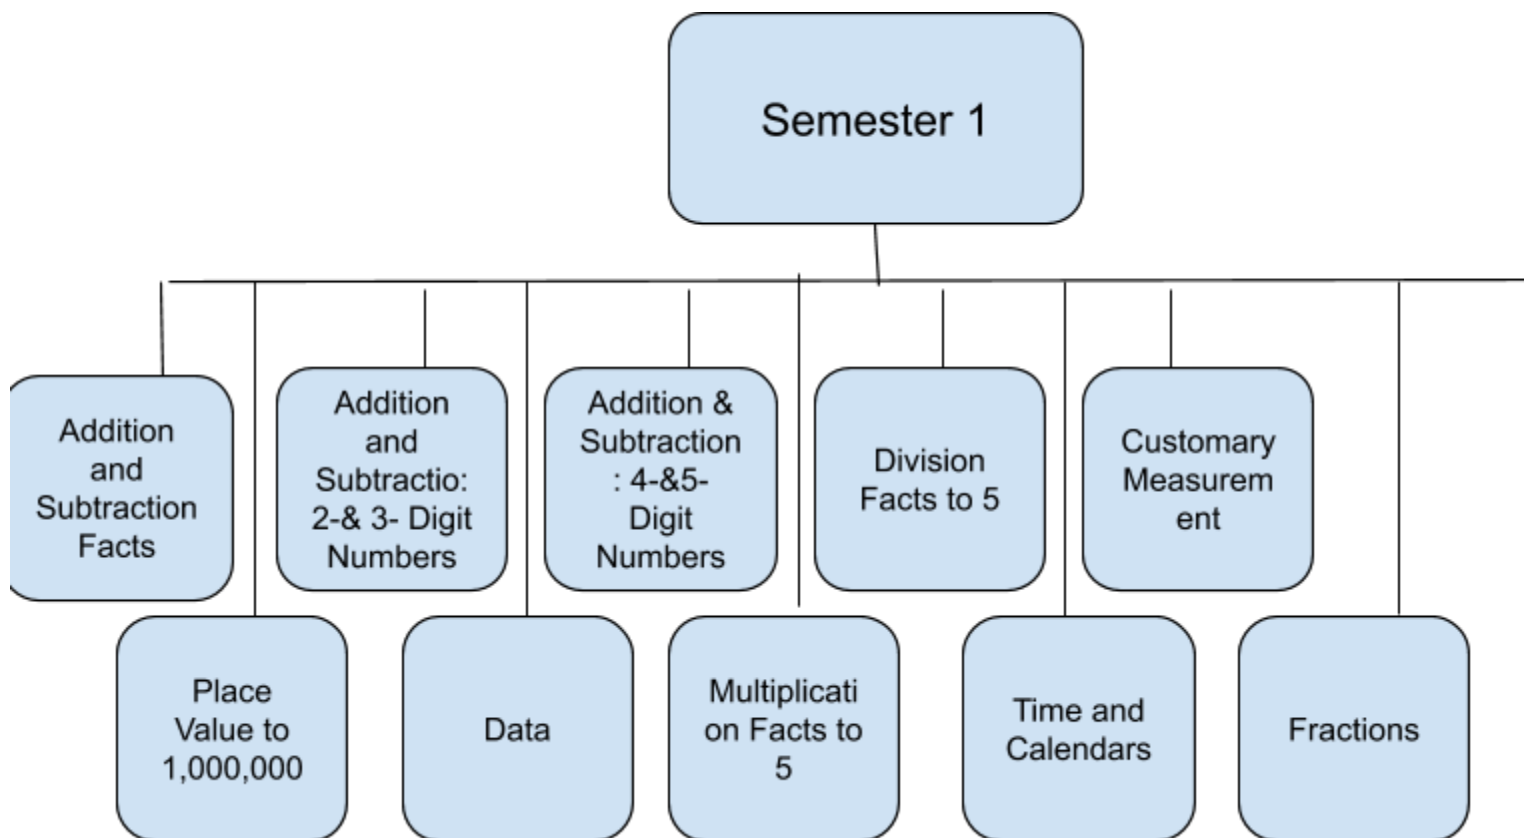 Semester 1
Addition
and
Subtraction
Facts
Addition
and
Subtractio:
2-& 3- Digit
Numbers
Addition &
Subtraction
: 4-&5-
Digit
Numbers
Division
Facts to 5
Customary
Measurem
ent
Place
Value to
1,000,000
Data
Multiplicati
on Facts to
5
Time and
Calendars
Fractions